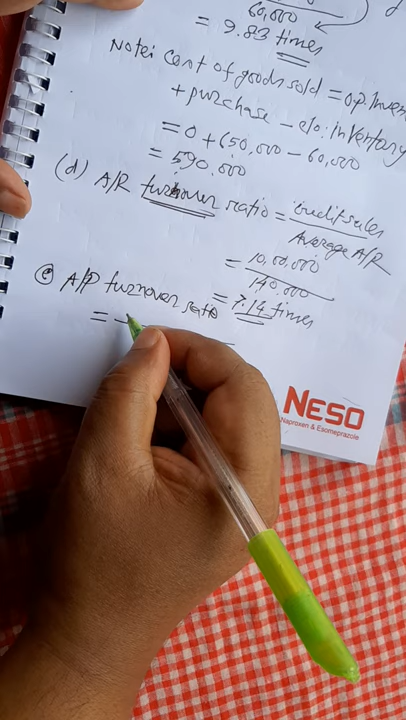 60,000
= 9.83 times
Note: Cost of goods sold = op. Inven
+ purchase - clo: inventory
= 0 + 650,000 - 60,000
= 590,000
(d) A/R turnover ratio = credit sales
Average A/R
= 10,00,000
140,000
= 7.14 times
(e) A/P turnover ratio
=
NESO
Naproxen & Esomeprazole